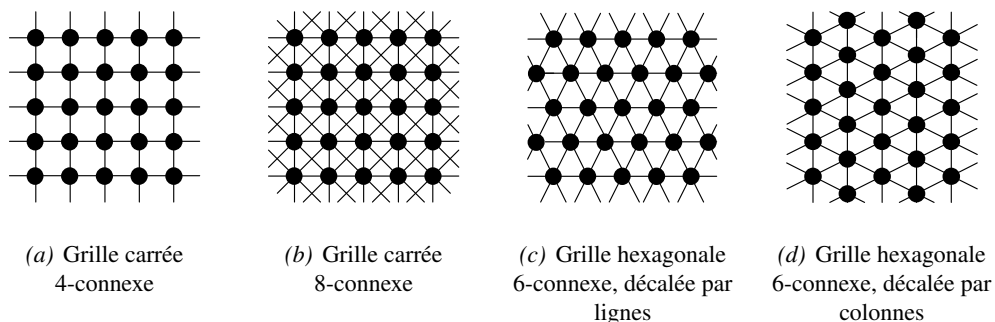 (a) Grille carrée
4-connexe
(b) Grille carrée
8-connexe
(c) Grille hexagonale
6-connexe, décalée par
lignes
(d) Grille hexagonale
6-connexe, décalée par
colonnes